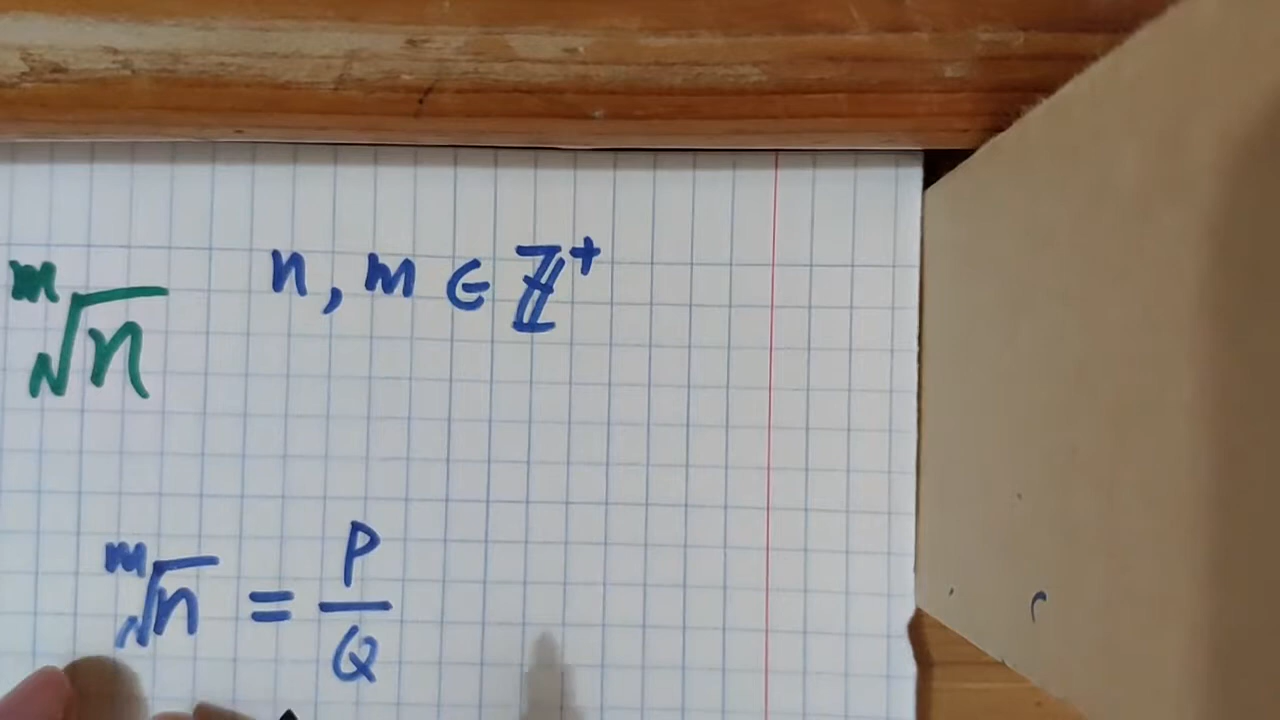 ᵐ√n n, m ∈ ℤ⁺
ᵐ√n = P/Q